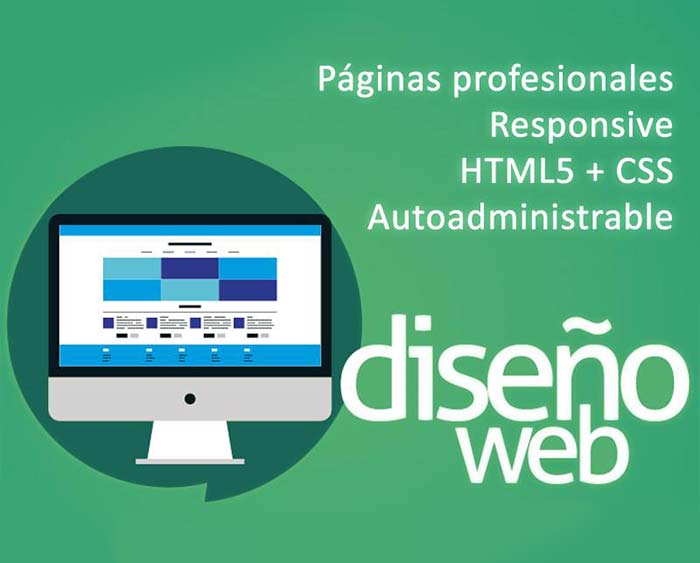 Páginas profesionales
Responsive
HTML5 + CSS
Autoadministrable
diseño
web